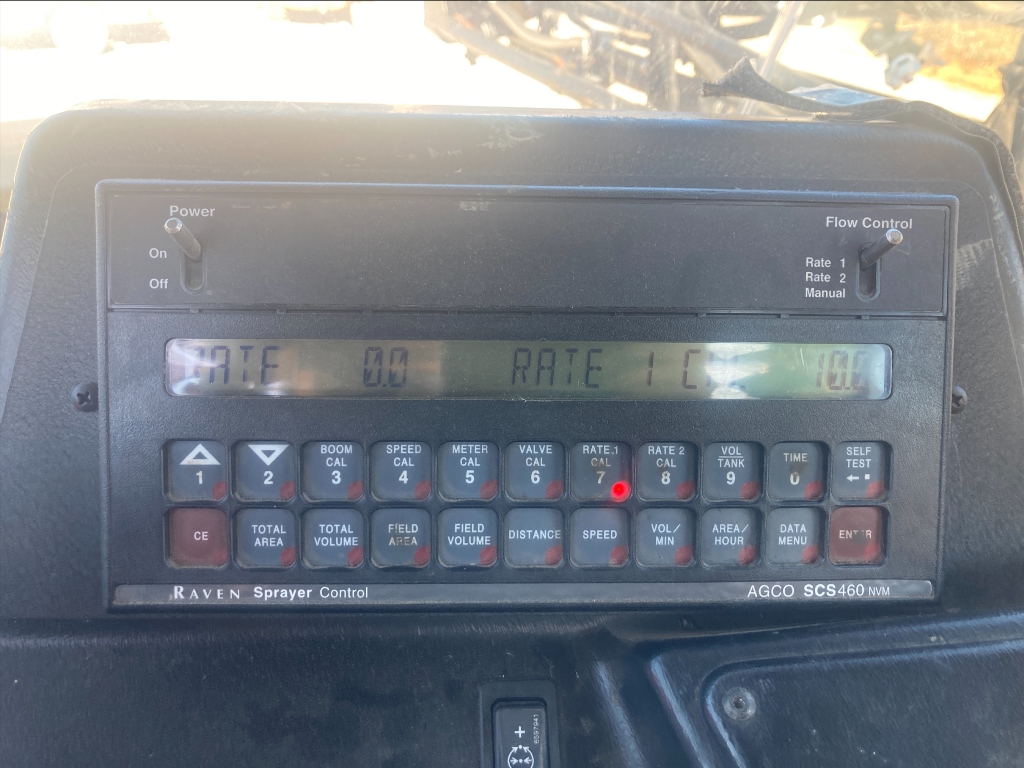 Power
Flow Control
On
Off
Rate 1
Rate 2
Manual
RATE 0.0 RATE 1 CAL 10.0
1
2
BOOM CAL 3
SPEED CAL 4
METER CAL 5
VALVE CAL 6
RATE 1 CAL 7
RATE 2 CAL 8
VOL TANK 9
TIME 0
SELF TEST
CE
TOTAL AREA
TOTAL VOLUME
FIELD AREA
FIELD VOLUME
DISTANCE
SPEED
VOL/ MIN
AREA/ HOUR
DATA MENU
ENTER
RAVEN Sprayer Control
AGCO SCS460 NVM
+